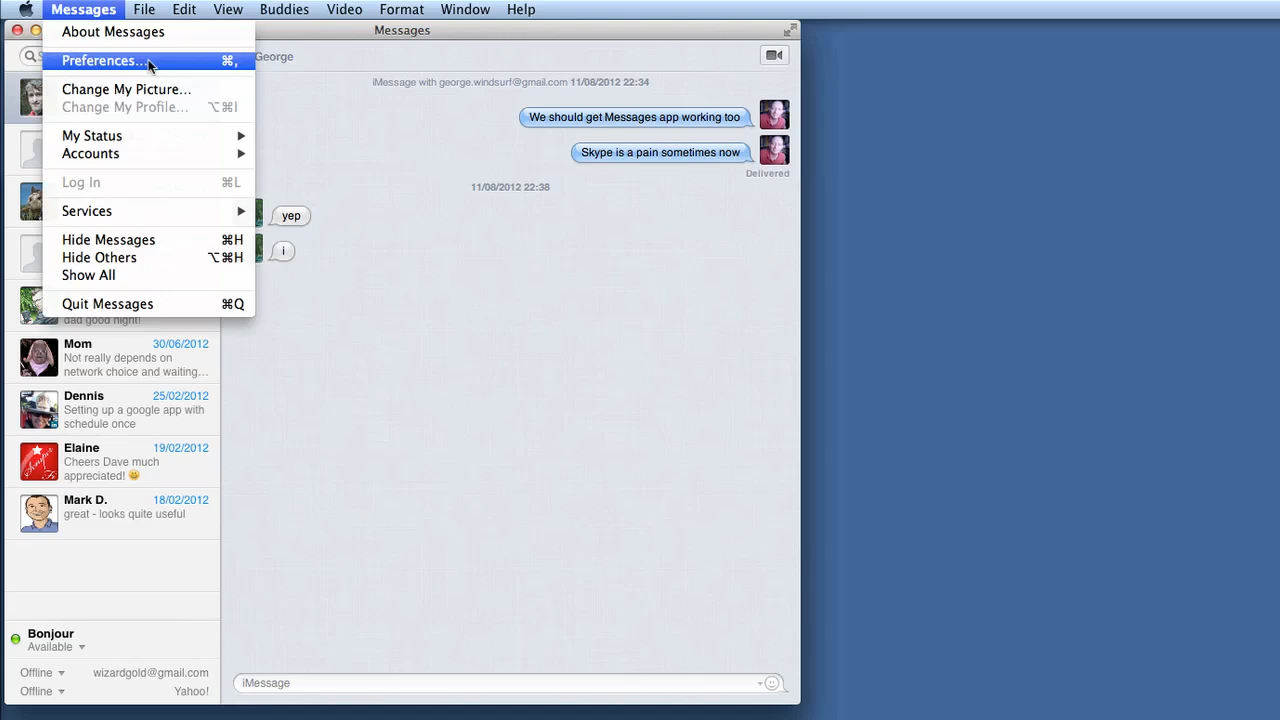 Messages File Edit View Buddies Video Format Window Help
Messages
About Messages
Preferences... ⌘,
Change My Picture...
Change My Profile... ⌥⌘I
My Status
Accounts
Log In ⌘L
Services
Hide Messages ⌘H
Hide Others ⌥⌘H
Show All
Quit Messages ⌘Q
George
iMessage with george.windsurf@gmail.com 11/08/2012 22:34
We should get Messages app working too
Skype is a pain sometimes now
Delivered
11/08/2012 22:38
yep
i
dad good night!
Mom 30/06/2012
Not really depends on
network choice and waiting...
Dennis 25/02/2012
Setting up a google app with
schedule once
Elaine 19/02/2012
Cheers Dave much
appreciated! 😀
Mark D. 18/02/2012
great - looks quite useful
Bonjour
Available
Offline wizardgold@gmail.com
Offline Yahoo!
iMessage